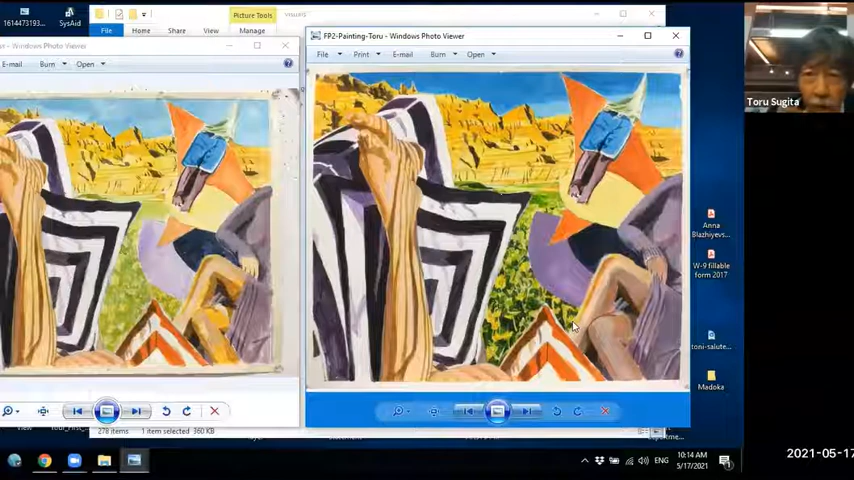 1614473193...
SysAid
Picture Tools
File
Home
Share
View
Manage
- Windows Photo Viewer
E-mail
Burn
Open
FP2-Painting-Toru - Windows Photo Viewer
File
Print
E-mail
Burn
Open
Toru Sugita
Anna
Blazhiyevs...
W-9 fillable
form 2017
toni-salute...
Madoka
278 items
1 item selected 360 KB
ENG
10:14 AM
5/17/2021
2021-05-17